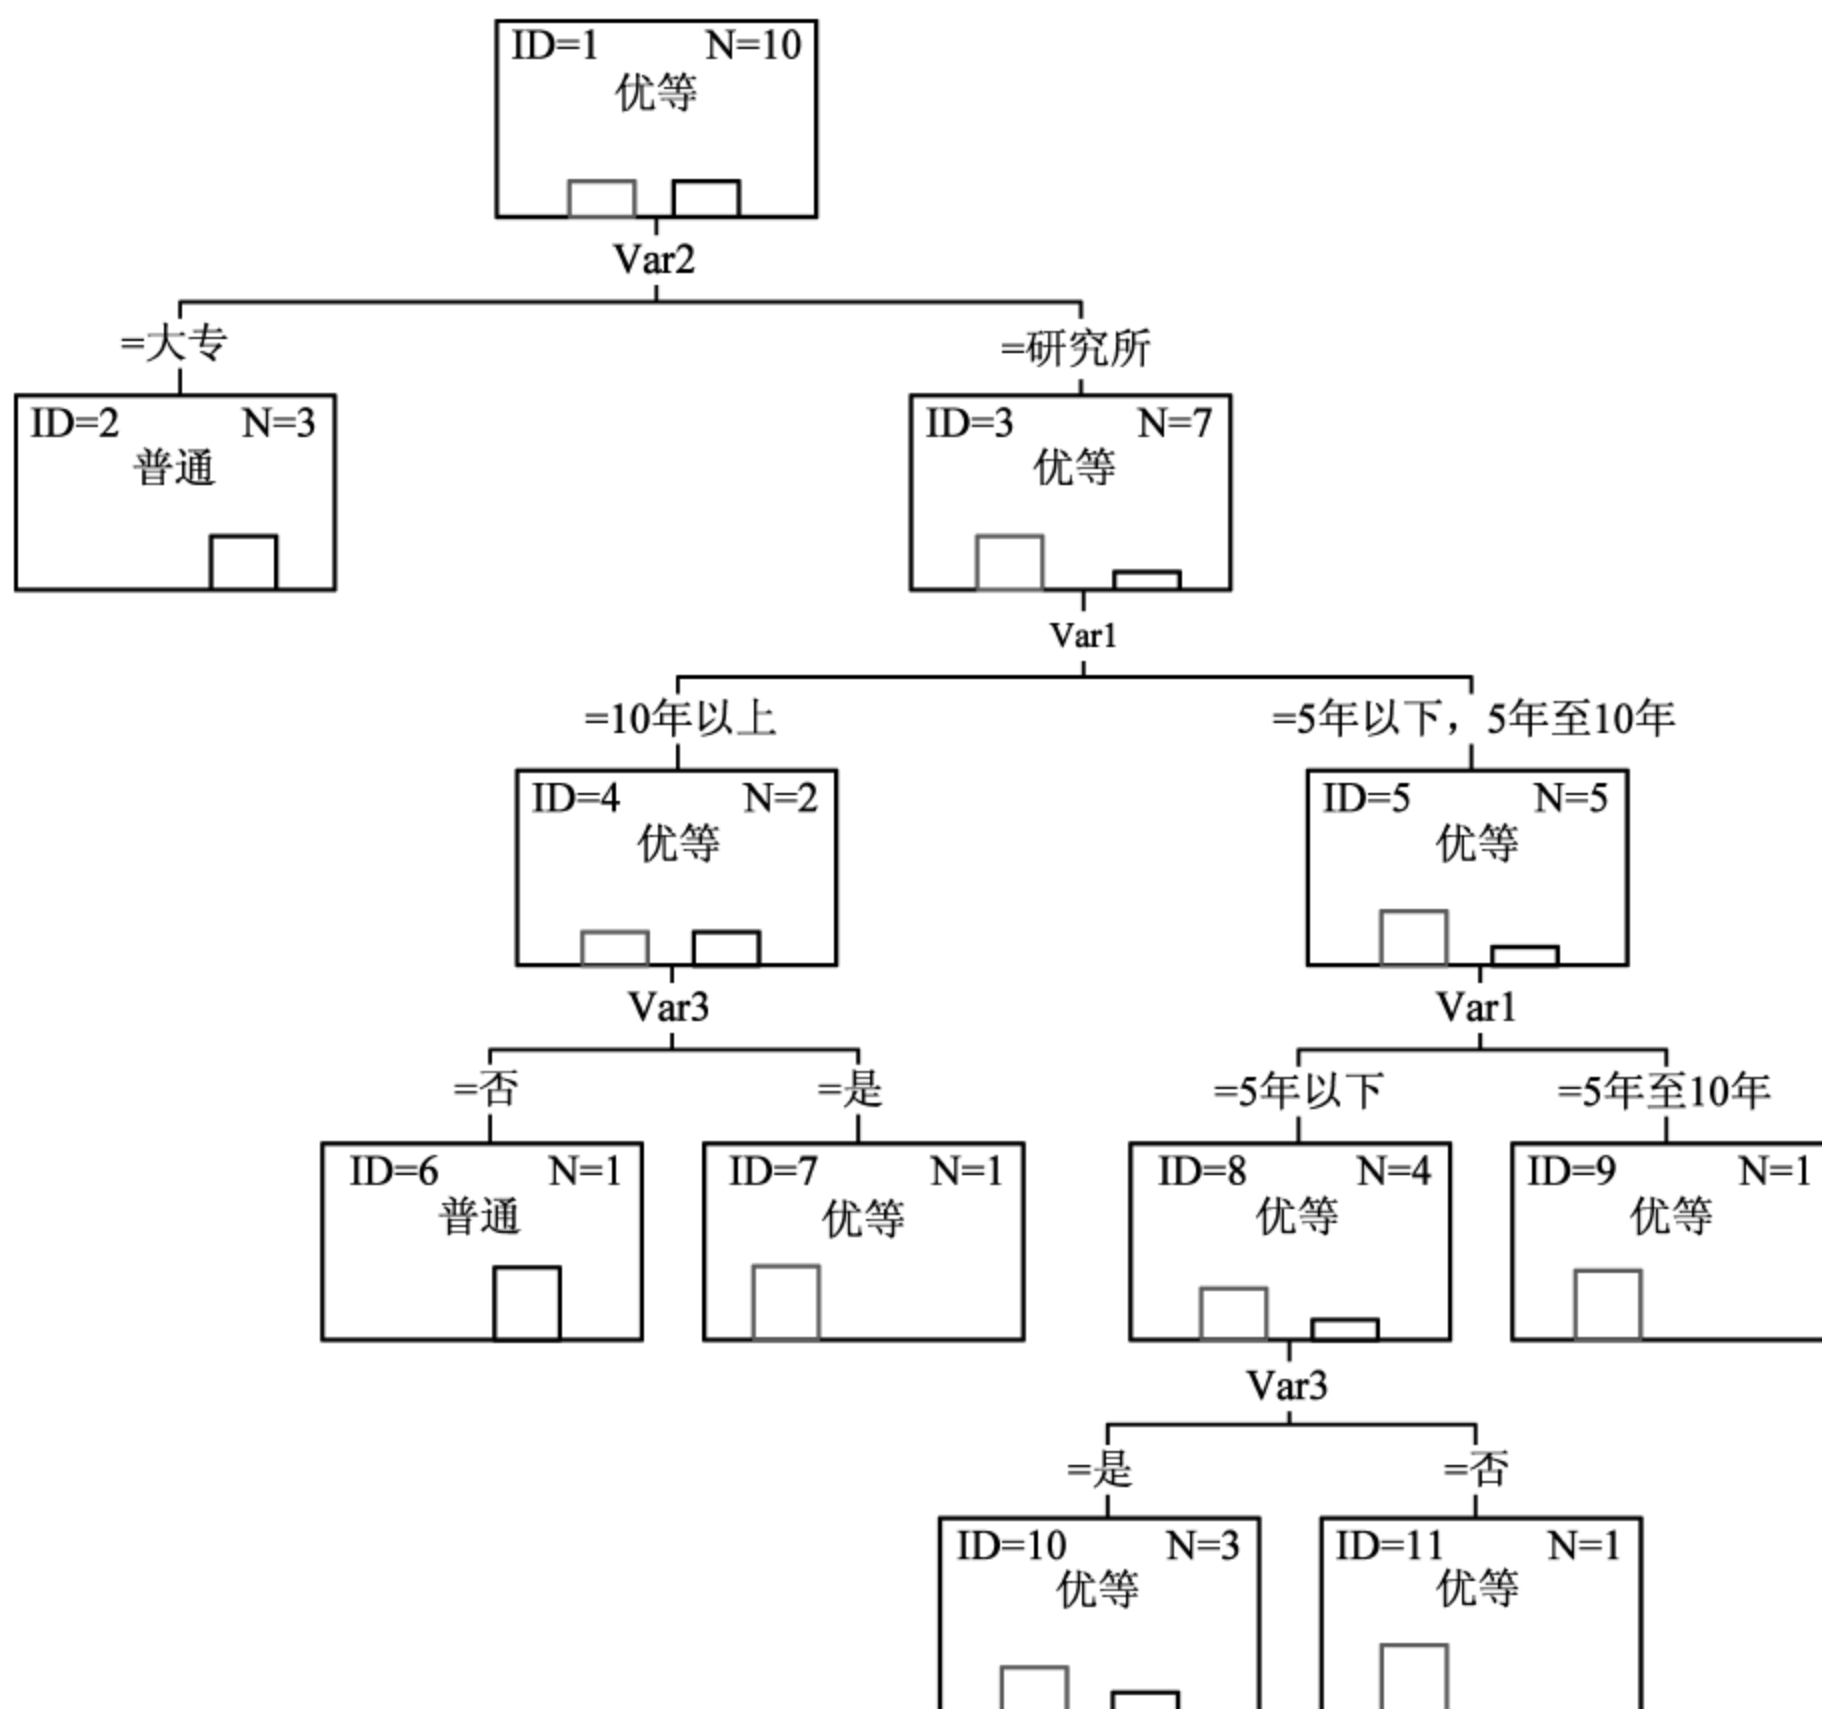 ID=1 N=10
优等
Var2
=大专 =研究所
ID=2 N=3 ID=3 N=7
普通 优等
Var1
=10年以上 =5年以下，5年至10年
ID=4 N=2 ID=5 N=5
优等 优等
Var3 Var1
=否 =是 =5年以下 =5年至10年
ID=6 N=1 ID=7 N=1 ID=8 N=4 ID=9 N=1
普通 优等 优等 优等
Var3
=是 =否
ID=10 N=3 ID=11 N=1
优等 优等